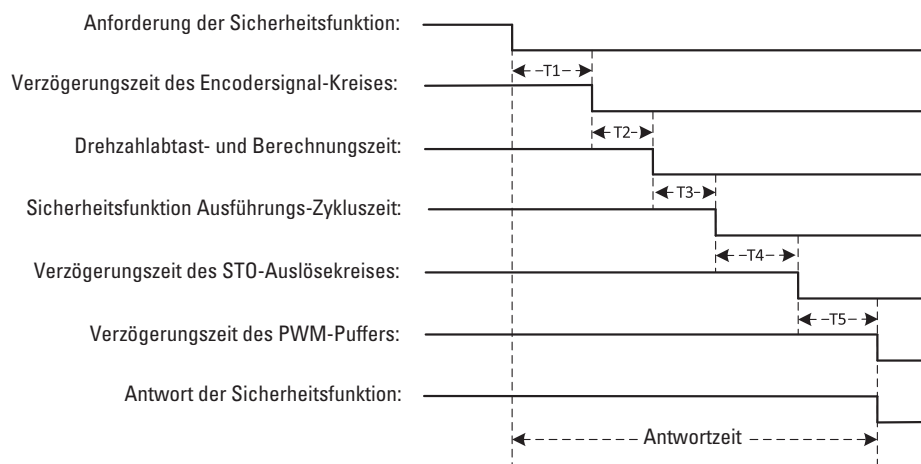 Anforderung der Sicherheitsfunktion:
T1
Verzögerungszeit des Encodersignal-Kreises:
T2
Drehzahlabtast- und Berechnungszeit:
T3
Sicherheitsfunktion Ausführungs-Zykluszeit:
T4
Verzögerungszeit des STO-Auslösekreises:
T5
Verzögerungszeit des PWM-Puffers:
Antwort der Sicherheitsfunktion:
Antwortzeit